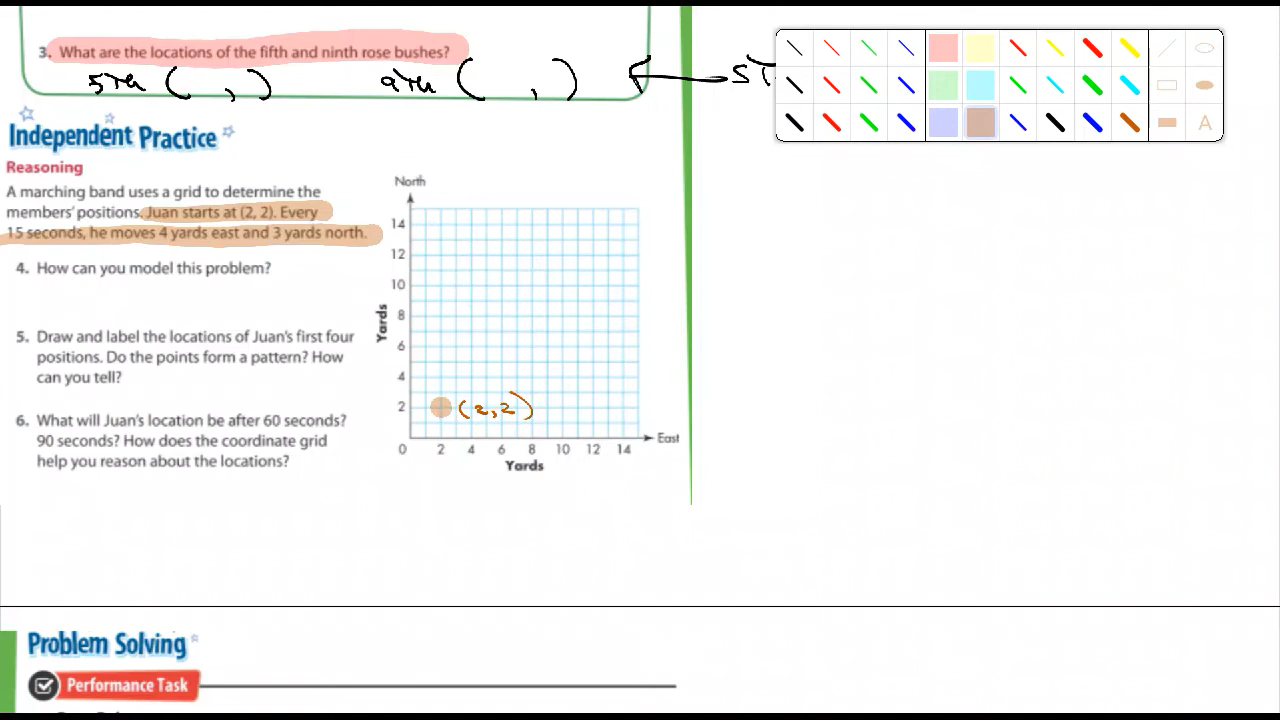 3. What are the locations of the fifth and ninth rose bushes?
5TH ( , ) 9TH ( , ) ST
Independent Practice
Reasoning
A marching band uses a grid to determine the
members' positions. Juan starts at (2, 2). Every
15 seconds, he moves 4 yards east and 3 yards north.
4. How can you model this problem?
5. Draw and label the locations of Juan's first four
positions. Do the points form a pattern? How
can you tell?
6. What will Juan's location be after 60 seconds?
90 seconds? How does the coordinate grid
help you reason about the locations?
North
14
12
10
8
6
4
2
(2,2)
Yards
0 2 4 6 8 10 12 14
East
Yards
A
Problem Solving
Performance Task